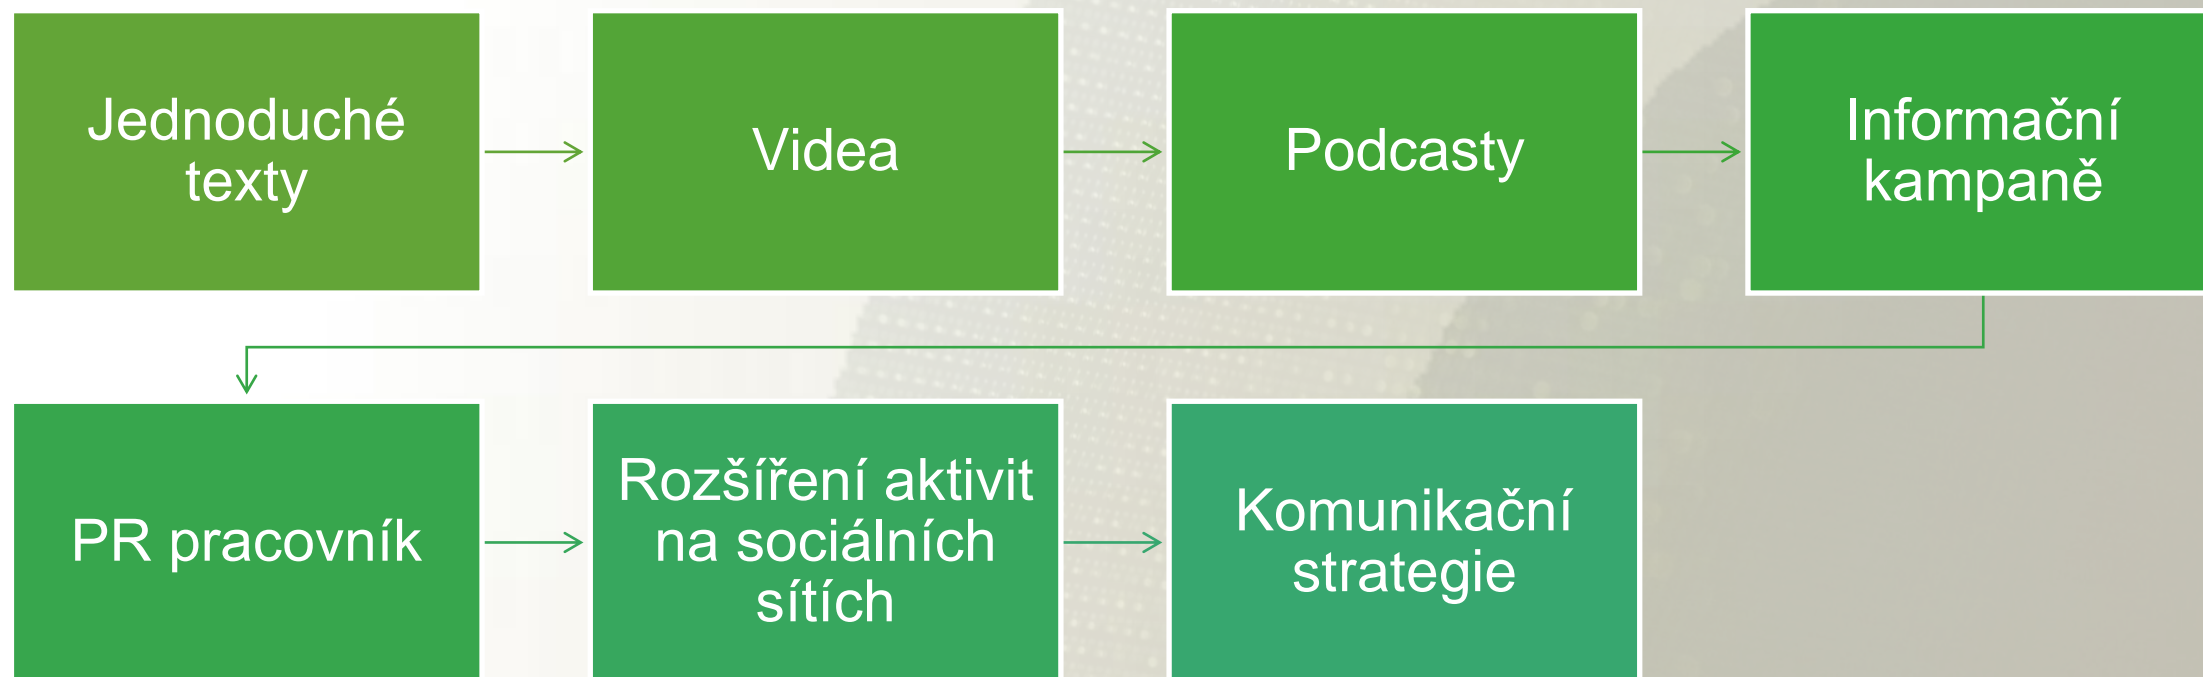 Jednoduché
texty
Videa
Podcasty
Informační
kampaně
PR pracovník
Rozšíření aktivit
na sociálních
sítích
Komunikační
strategie